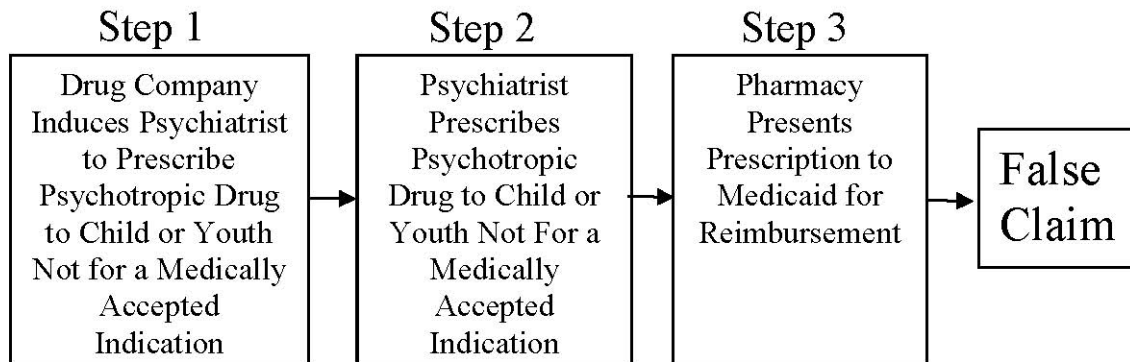 Step 1
Drug Company
Induces Psychiatrist
to Prescribe
Psychotropic Drug
to Child or Youth
Not for a Medically
Accepted
Indication
Step 2
Psychiatrist
Prescribes
Psychotropic
Drug to Child or
Youth Not For a
Medically
Accepted
Indication
Step 3
Pharmacy
Presents
Prescription to
Medicaid for
Reimbursement
False
Claim